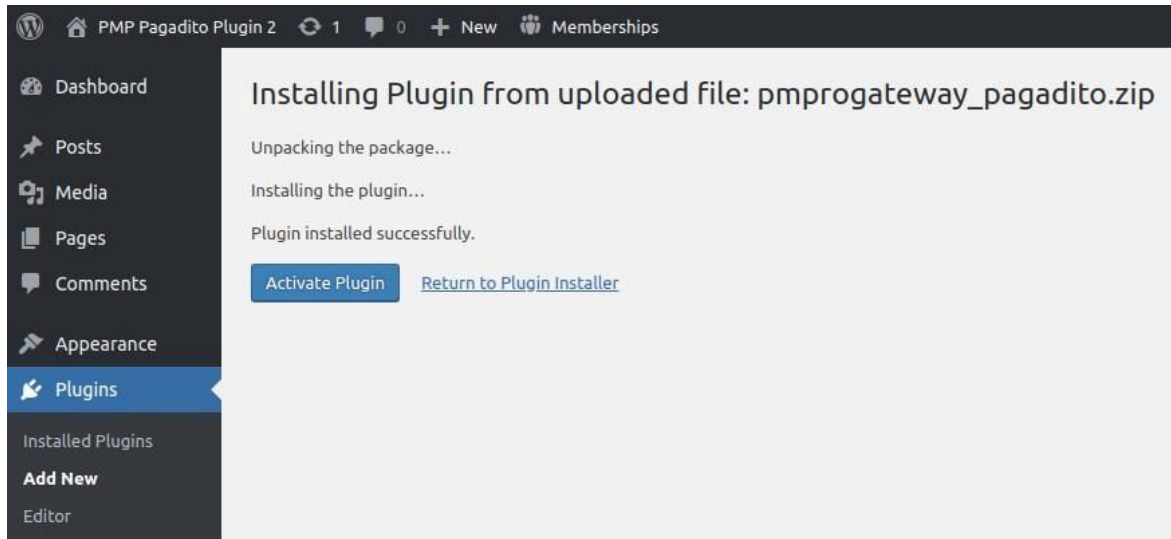 PMP Pagadito Plugin 2 1 0 New Memberships
Dashboard
Posts
Media
Pages
Comments
Appearance
Plugins
Installed Plugins
Add New
Editor
Installing Plugin from uploaded file: pmprogateway_pagadito.zip
Unpacking the package…
Installing the plugin…
Plugin installed successfully.
Activate Plugin Return to Plugin Installer